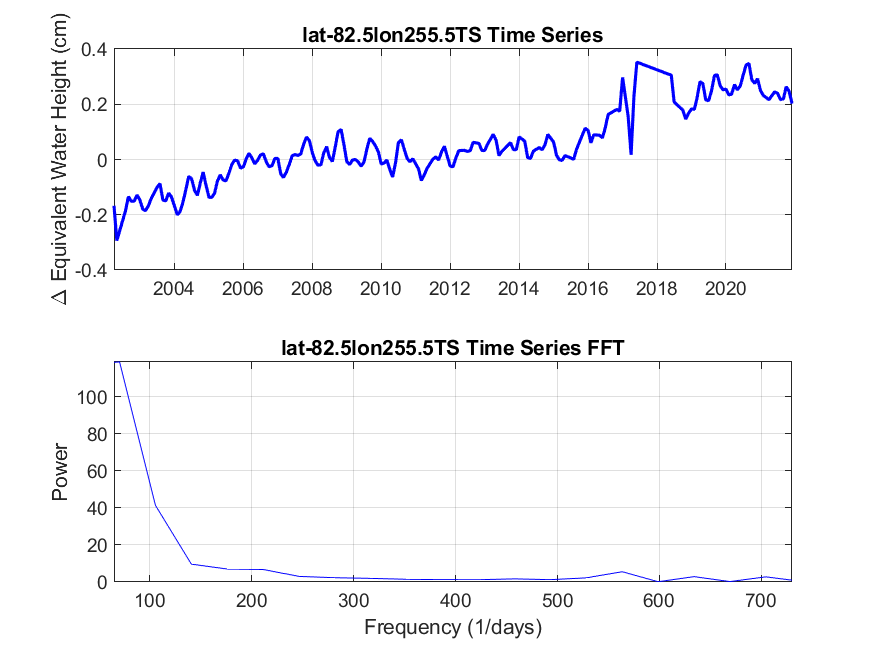 lat-82.5lon255.5TS Time Series
Δ Equivalent Water Height (cm)
0.4
0.2
0
-0.2
-0.4
2004 2006 2008 2010 2012 2014 2016 2018 2020
lat-82.5lon255.5TS Time Series FFT
Power
100
80
60
40
20
0
100 200 300 400 500 600 700
Frequency (1/days)